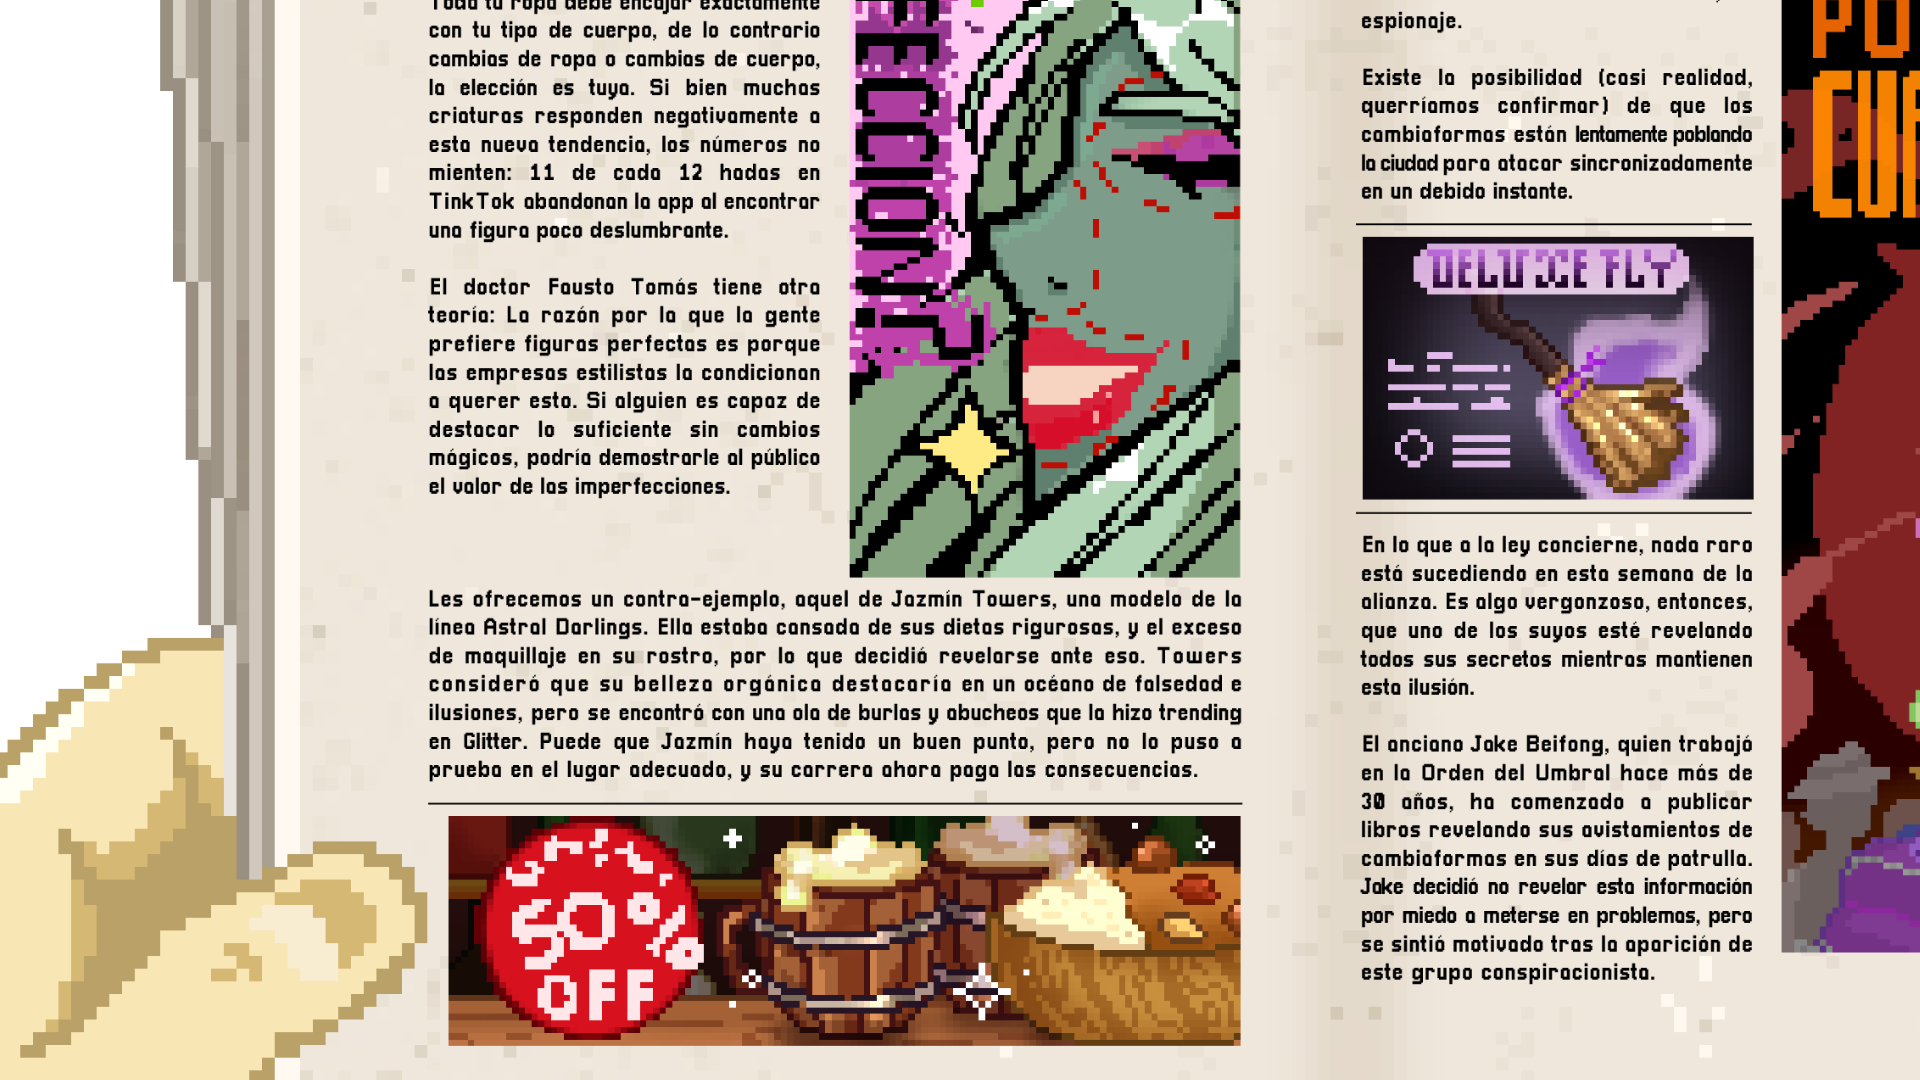 Toda tu ropa debe encajar exactamente
con tu tipo de cuerpo, de lo contrario
cambias de ropa o cambias de cuerpo,
la elección es tuya. Si bien muchas
criaturas responden negativamente a
esta nueva tendencia, los números no
mienten: 11 de cada 12 hadas en
TinkTok abandonan la app al encontrar
una figura poco deslumbrante.
El doctor Fausto Tomás tiene otra
teoría: La razón por la que la gente
prefiere figuras perfectas es porque
las empresas estilistas la condicionan
a querer esto. Si alguien es capaz de
destacar lo suficiente sin cambios
mágicos, podría demostrarle al público
el valor de las imperfecciones.
ECCION?
Les ofrecemos un contra-ejemplo, aquel de Jazmín Towers, una modelo de la
línea Astral Darlings. Ella estaba cansada de sus dietas rigurosas, y el exceso
de maquillaje en su rostro, por lo que decidió revelarse ante eso. Towers
consideró que su belleza orgánica destacaría en un océano de falsedad e
ilusiones, pero se encontró con una ola de burlas y abucheos que la hizo trending
en Glitter. Puede que Jazmín haya tenido un buen punto, pero no lo puso a
prueba en el lugar adecuado, y su carrera ahora paga las consecuencias.
50%
OFF
espionaje.
Existe la posibilidad (casi realidad,
querríamos confirmar) de que los
cambiaformas están lentamente poblando
la ciudad para atacar sincronizadamente
en un debido instante.
DELUXE FLY
En lo que a la ley concierne, nada raro
está sucediendo en esta semana de la
alianza. Es algo vergonzoso, entonces,
que uno de los suyos esté revelando
todos sus secretos mientras mantienen
esta ilusión.
El anciano Jake Beifong, quien trabajó
en la Orden del Umbral hace más de
30 años, ha comenzado a publicar
libros revelando sus avistamientos de
cambiaformas en sus días de patrulla.
Jake decidió no revelar esta información
por miedo a meterse en problemas, pero
se sintió motivado tras la aparición de
este grupo conspiracionista.
PO
CUA